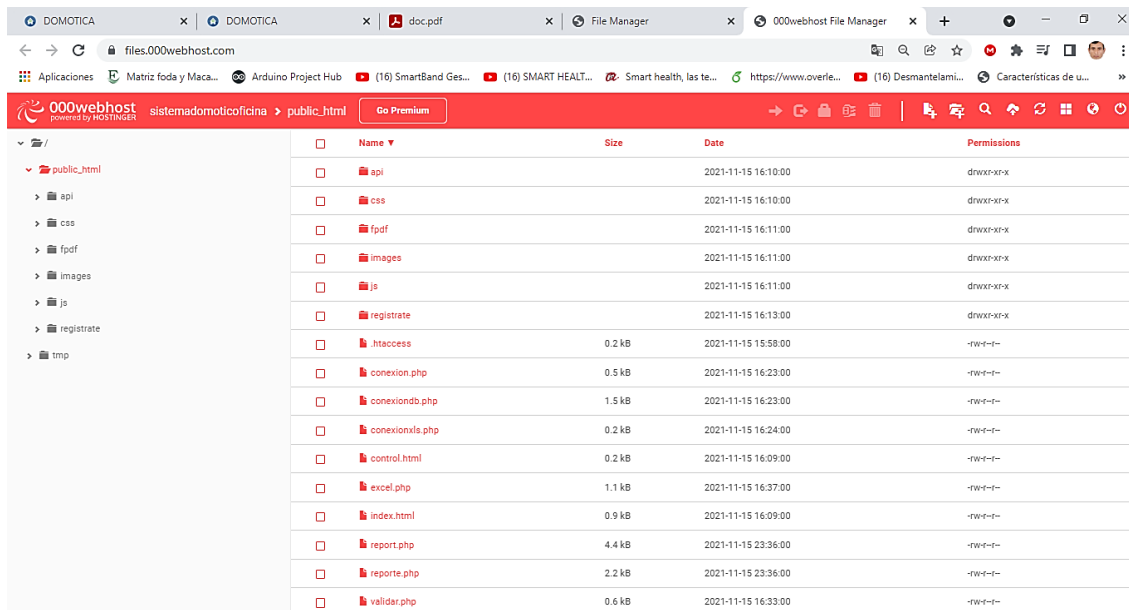 DOMOTICA
DOMOTICA
doc.pdf
File Manager
000webhost File Manager
files.000webhost.com
Aplicaciones
Matriz foda y Maca...
Arduino Project Hub
(16) SmartBand Ges...
(16) SMART HEALT...
Smart health, las te...
https://www.overle...
(16) Desmantelami...
Características de u...
000webhost
powered by HOSTINGER
sistemadomoticoficina > public_html
Go Premium
/
public_html
api
css
fpdf
images
js
registrate
tmp
Name Size Date Permissions
api 2021-11-15 16:10:00 drwxr-xr-x
css 2021-11-15 16:10:00 drwxr-xr-x
fpdf 2021-11-15 16:11:00 drwxr-xr-x
images 2021-11-15 16:11:00 drwxr-xr-x
js 2021-11-15 16:11:00 drwxr-xr-x
registrate 2021-11-15 16:13:00 drwxr-xr-x
.htaccess 0.2 kB 2021-11-15 15:58:00 -rw-r--r--
conexion.php 0.5 kB 2021-11-15 16:23:00 -rw-r--r--
conexiondb.php 1.5 kB 2021-11-15 16:23:00 -rw-r--r--
conexionxls.php 0.2 kB 2021-11-15 16:24:00 -rw-r--r--
control.html 0.2 kB 2021-11-15 16:09:00 -rw-r--r--
excel.php 1.1 kB 2021-11-15 16:37:00 -rw-r--r--
index.html 0.9 kB 2021-11-15 16:09:00 -rw-r--r--
report.php 4.4 kB 2021-11-15 23:36:00 -rw-r--r--
reporte.php 2.2 kB 2021-11-15 23:36:00 -rw-r--r--
validar.php 0.6 kB 2021-11-15 16:33:00 -rw-r--r--